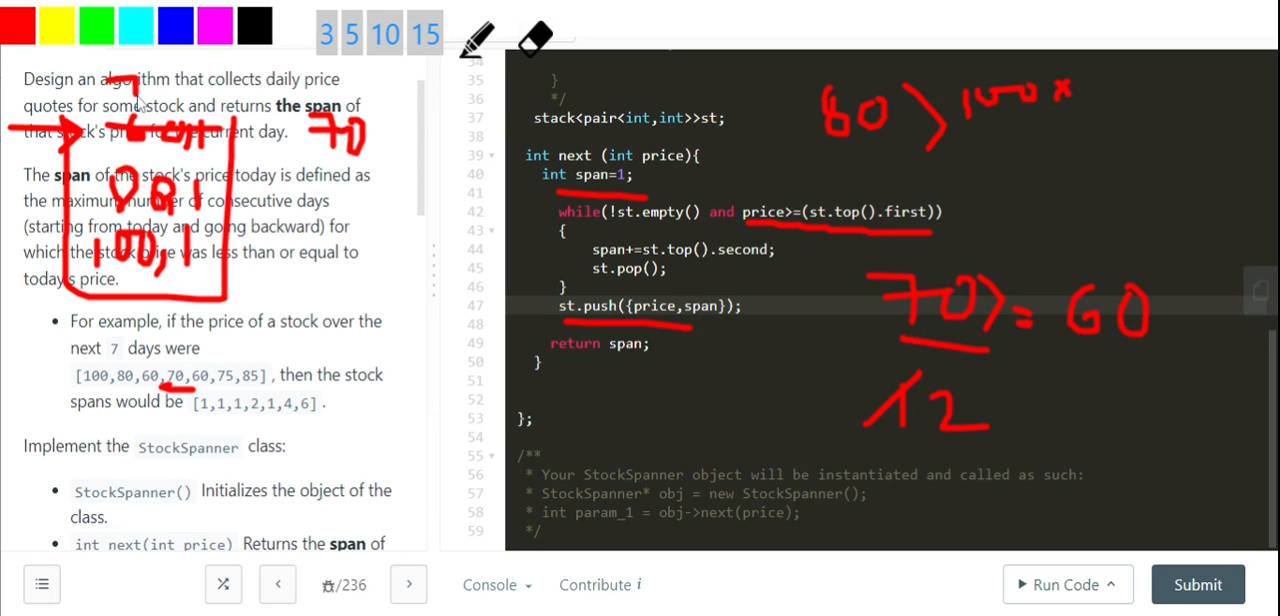 3 5 10 15
Design an algorithm that collects daily price
quotes for some stock and returns the span of
that stock's price for the current day.
70
The span of the stock's price today is defined as
the maximum number of consecutive days
(starting from today and going backward) for
which the stock price was less than or equal to
today's price.
100,1
• For example, if the price of a stock over the
next 7 days were
[100,80,60,70,60,75,85], then the stock
spans would be [1,1,1,2,1,4,6].
Implement the StockSpanner class:
• StockSpanner() Initializes the object of the
class.
• int next(int price) Returns the span of
34
35 }
36 */
37 stack<pair<int,int>>st;
38
39 int next (int price){
40 int span=1;
41
42 while(!st.empty() and price>=(st.top().first))
43 {
44 span+=st.top().second;
45 st.pop();
46 }
47 st.push({price,span});
48
49 return span;
50 }
51
52
53 };
54
55 /**
56 * Your StockSpanner object will be instantiated and called as such:
57 * StockSpanner* obj = new StockSpanner();
58 * int param_1 = obj->next(price);
59 */
80 > 100 x
70 >= 60
1 2
/236
Console
Contribute i
Run Code
Submit